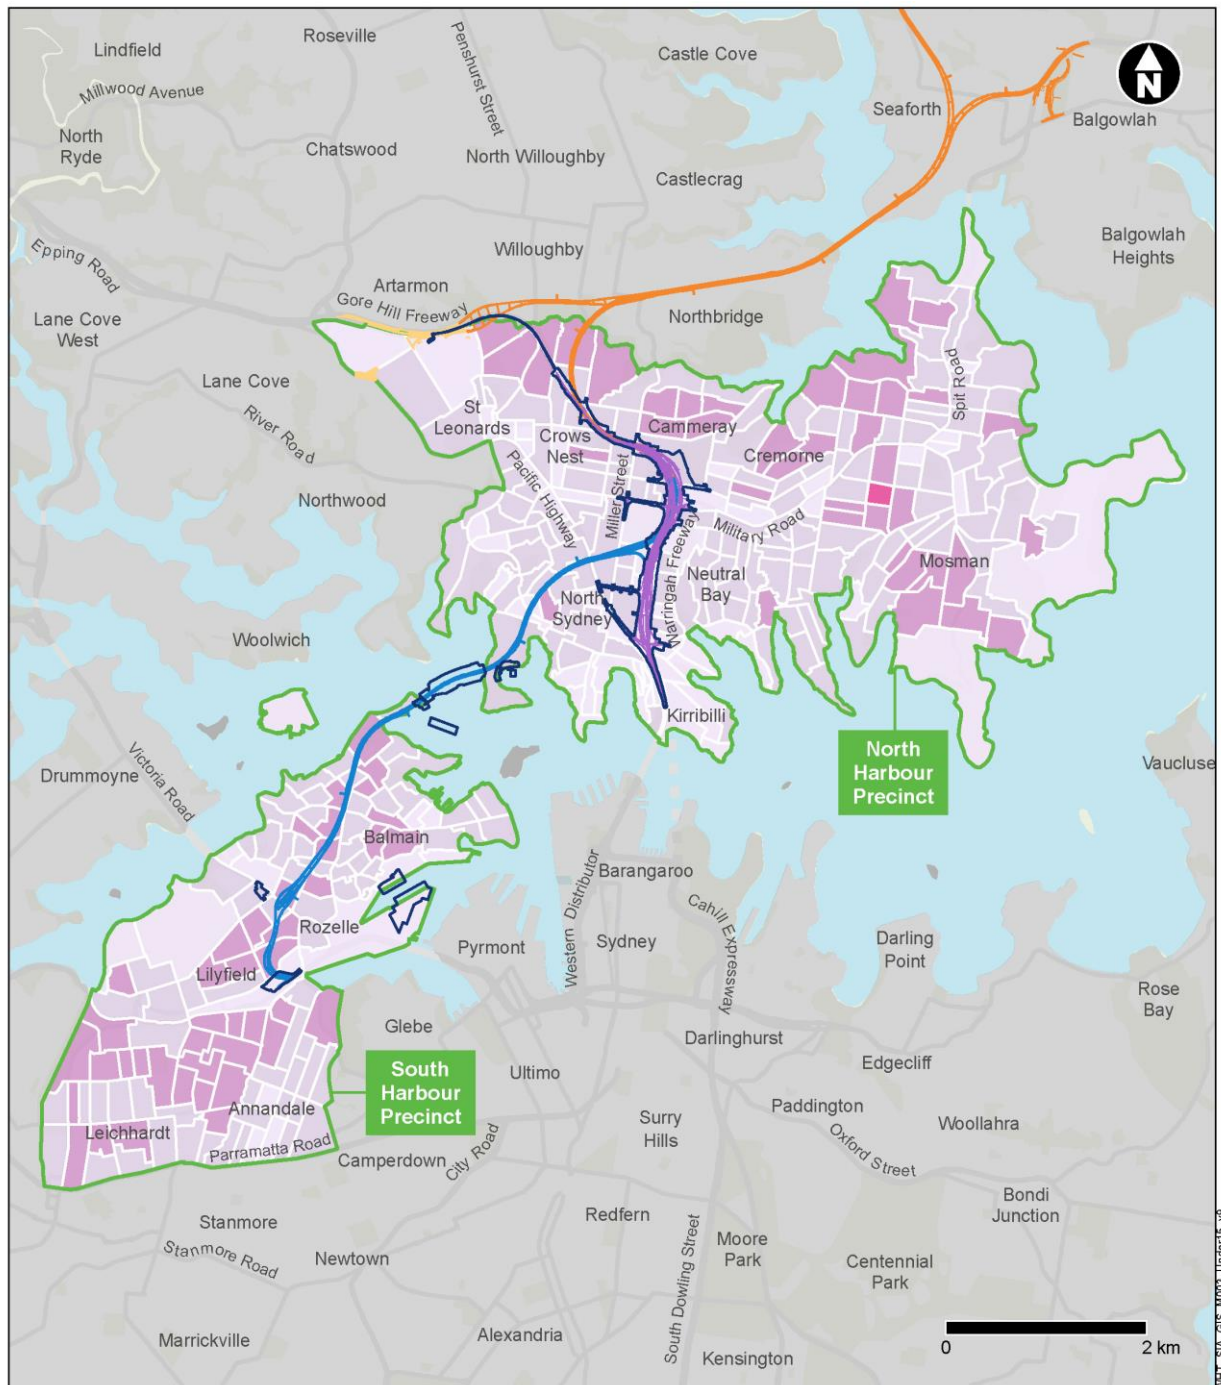 Lindfield
Roseville
Penshurst Street
Castle Cove
N
Millwood Avenue
Seaforth
Balgowlah
North
Ryde
Chatswood
North Willoughby
Castlecrag
Epping Road
Willoughby
Balgowlah
Heights
Artarmon
Gore Hill Freeway
Lane Cove
West
Northbridge
Lane Cove
Spit Road
St
Leonards
River Road
Crows
Nest
Cammeray
Cremorne
Pacific Highway
Miller Street
Northwood
Military Road
Warringah Freeway
Neutral
Bay
Mosman
North
Sydney
Woolwich
Kirribilli
North
Harbour
Precinct
Victoria Road
Drummoyne
Vaucluse
Balmain
Western Distributor
Barangaroo
Cahill Expressway
Rozelle
Pyrmont
Sydney
Darling
Point
Lilyfield
Rose
Bay
Glebe
Darlinghurst
Edgecliff
South
Harbour
Precinct
Ultimo
Annandale
Surry
Hills
Paddington
Woollahra
Leichhardt
Parramatta Road
Camperdown
City Road
Oxford Street
Bondi
Junction
Stanmore
Redfern
Stanmore Road
Newtown
South Dowling Street
Moore
Park
Centennial
Park
Marrickville
Alexandria
Kensington
0 2 km